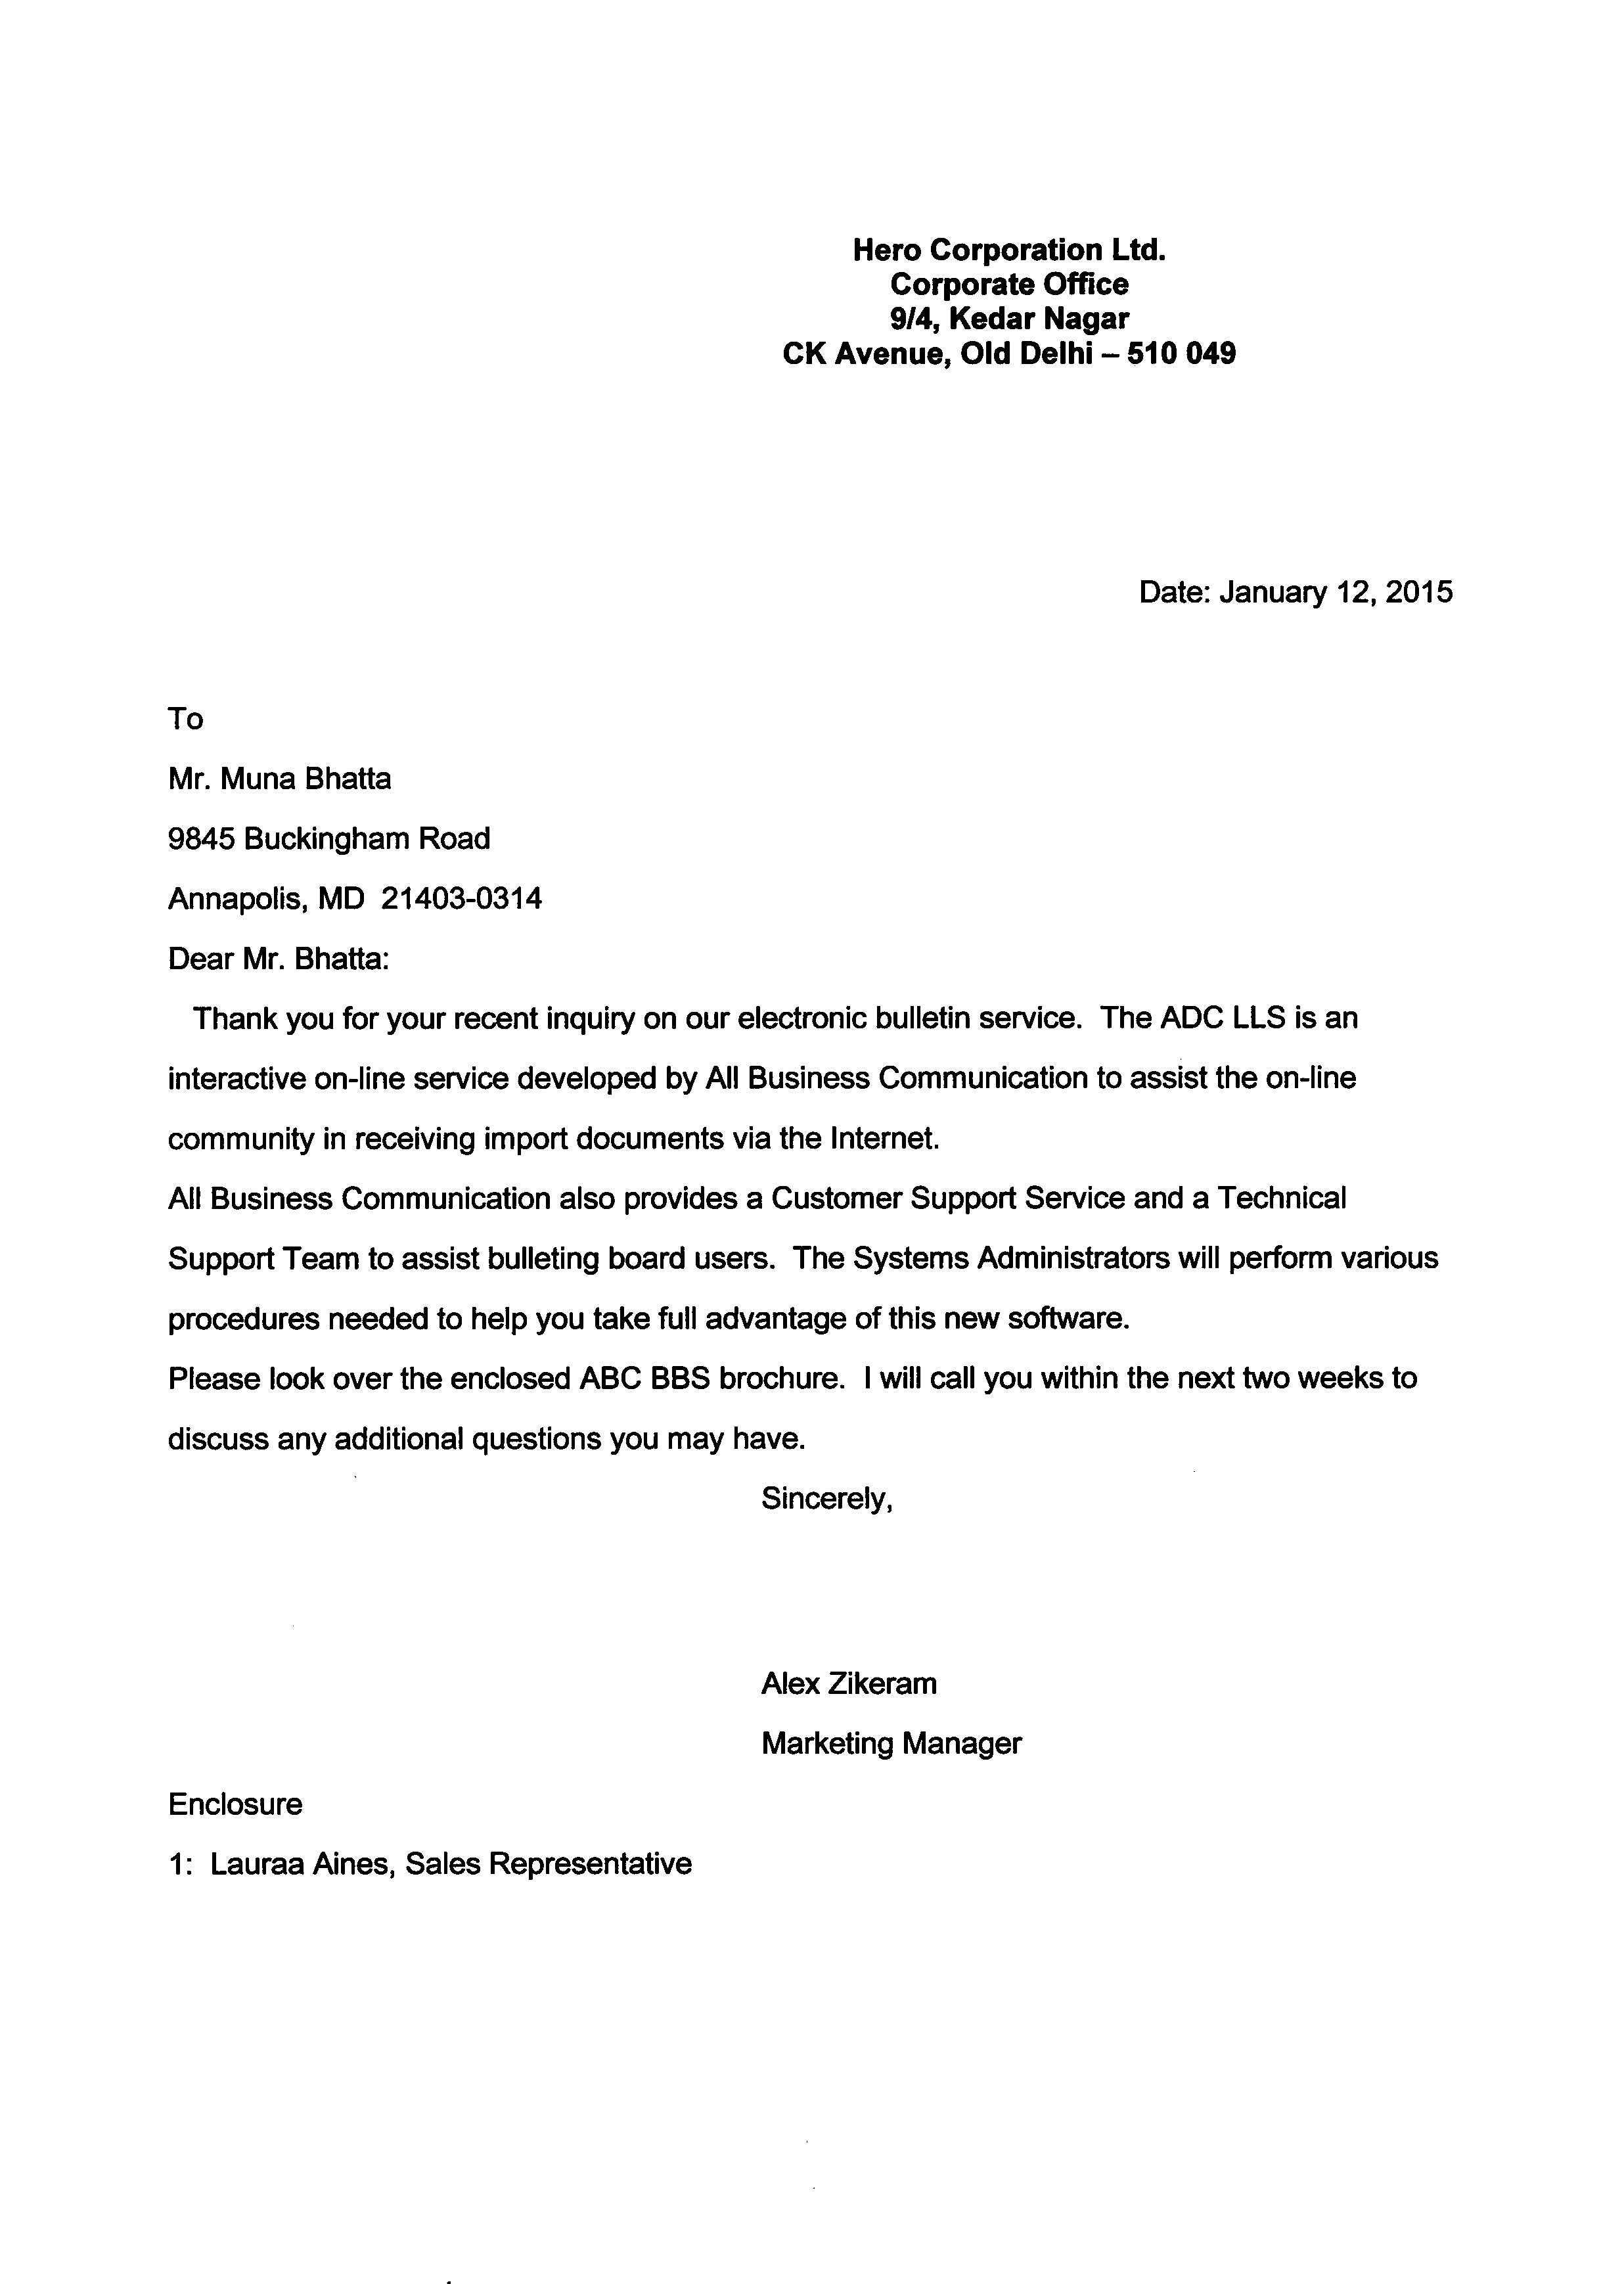 Hero Corporation Ltd.
Corporate Office
9/4, Kedar Nagar
CK Avenue, Old Delhi – 510 049
Date: January 12, 2015
To
Mr. Muna Bhatta
9845 Buckingham Road
Annapolis, MD  21403-0314
Dear Mr. Bhatta:
Thank you for your recent inquiry on our electronic bulletin service.  The ADC LLS is an
interactive on-line service developed by All Business Communication to assist the on-line
community in receiving import documents via the Internet.
All Business Communication also provides a Customer Support Service and a Technical
Support Team to assist bulleting board users.  The Systems Administrators will perform various
procedures needed to help you take full advantage of this new software.
Please look over the enclosed ABC BBS brochure.  I will call you within the next two weeks to
discuss any additional questions you may have.
Sincerely,
Alex Zikeram
Marketing Manager
Enclosure
1:  Lauraa Aines, Sales Representative